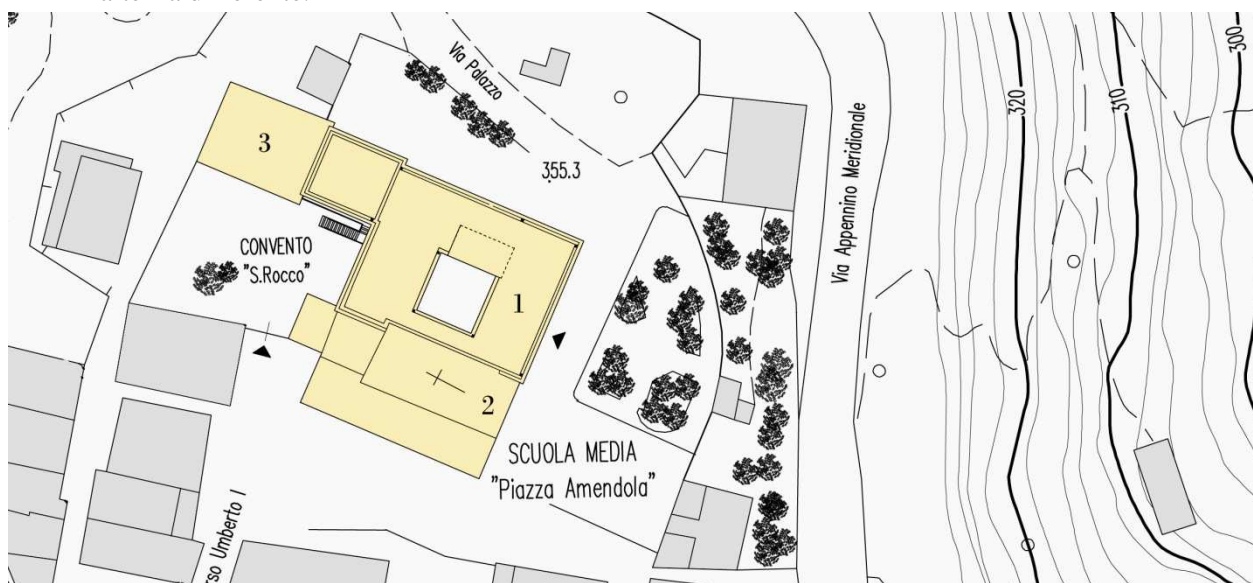 Via Palazzo
3
355.3
CONVENTO
"S.Rocco"
1
2
SCUOLA MEDIA
"Piazza Amendola"
Via Appennino Meridionale
320
310
300
Umberto I